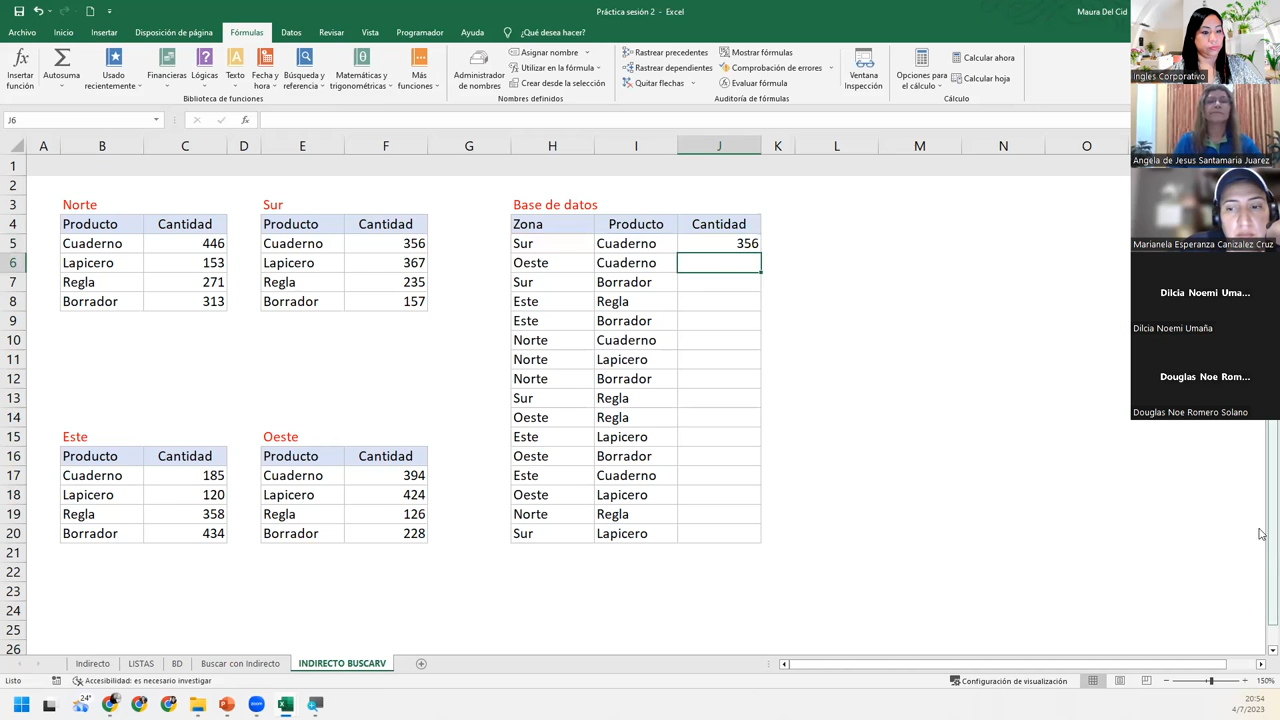 Práctica sesión 2 - Excel
Maura Del Cid
Archivo Inicio Insertar Disposición de página Fórmulas Datos Revisar Vista Programador Ayuda ¿Qué desea hacer?
Insertar función
Autosuma
Usado recientemente
Financieras
Lógicas
Texto
Fecha y hora
Búsqueda y referencia
Matemáticas y trigonométricas
Más funciones
Biblioteca de funciones
Administrador de nombres
Asignar nombre
Utilizar en la fórmula
Crear desde la selección
Nombres definidos
Rastrear precedentes
Rastrear dependientes
Quitar flechas
Mostrar fórmulas
Comprobación de errores
Evaluar fórmula
Auditoría de fórmulas
Ventana Inspección
Opciones para el cálculo
Calcular ahora
Calcular hoja
Cálculo
J6
fx
A B C D E F G H I J K L M N O
1
2
3 Norte Sur Base de datos
4 Producto Cantidad Producto Cantidad Zona Producto Cantidad
5 Cuaderno 446 Cuaderno 356 Sur Cuaderno 356
6 Lapicero 153 Lapicero 367 Oeste Cuaderno
7 Regla 271 Regla 235 Sur Borrador
8 Borrador 313 Borrador 157 Este Regla
9 Este Borrador
10 Norte Cuaderno
11 Norte Lapicero
12 Norte Borrador
13 Sur Regla
14 Oeste Regla
15 Este Oeste Este Lapicero
16 Producto Cantidad Producto Cantidad Oeste Borrador
17 Cuaderno 185 Cuaderno 394 Este Cuaderno
18 Lapicero 120 Lapicero 424 Oeste Lapicero
19 Regla 358 Regla 126 Norte Regla
20 Borrador 434 Borrador 228 Sur Lapicero
21
22
23
24
25
26
Ingles Corporativo
Angela de Jesus Santamaria Juarez
Marianela Esperanza Canizalez Cruz
Dilcia Noemi Uma...
Dilcia Noemi Umaña
Douglas Noe Rom...
Douglas Noe Romero Solano
Indirecto LISTAS BD Buscar con Indirecto INDIRECTO BUSCARV
Listo Accesibilidad: es necesario investigar Configuración de visualización 150%
24°
zoom
20:54
4/7/2023